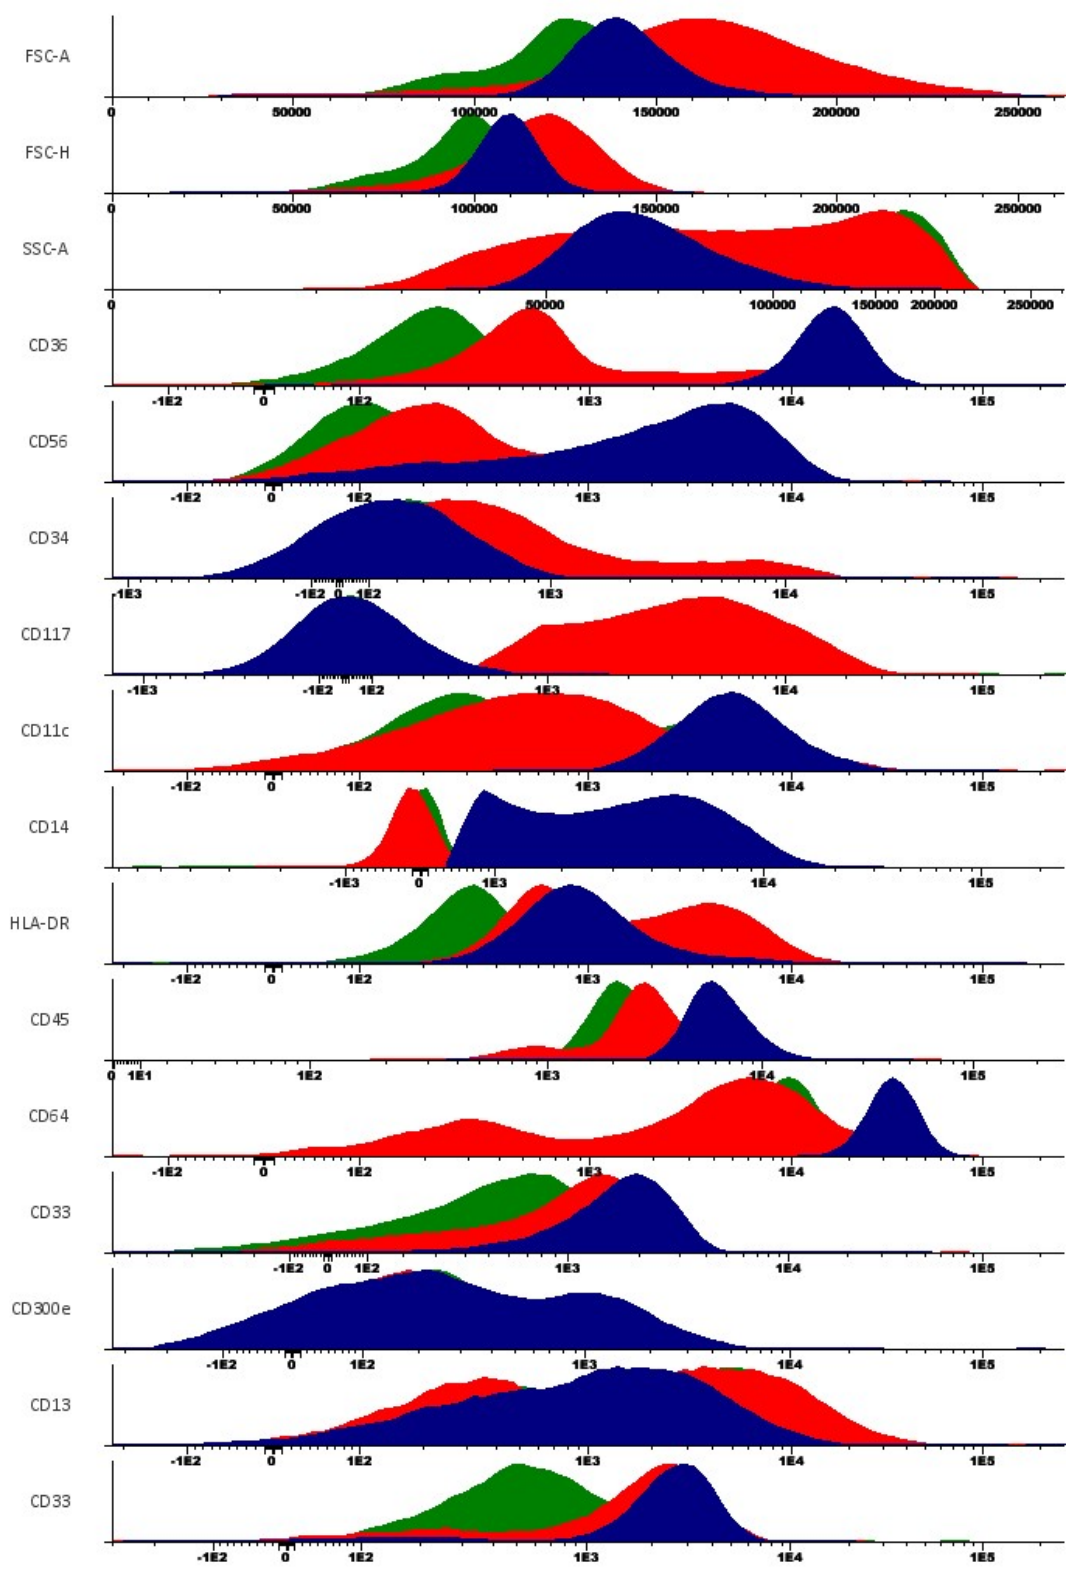 FSC-A
0 50000 100000 150000 200000 250000
FSC-H
0 50000 100000 150000 200000 250000
SSC-A
0 50000 100000 150000 200000 250000
CD36
-1E2 0 1E2 1E3 1E4 1E5
CD56
-1E2 0 1E2 1E3 1E4 1E5
CD34
-1E3 -1E2 0 1E2 1E3 1E4 1E5
CD117
-1E3 -1E2 1E2 1E3 1E4 1E5
CD11c
-1E2 0 1E2 1E3 1E4 1E5
CD14
-1E3 0 1E3 1E4 1E5
HLA-DR
-1E2 0 1E2 1E3 1E4 1E5
CD45
0 1E1 1E2 1E3 1E4 1E5
CD64
-1E2 0 1E2 1E3 1E4 1E5
CD33
-1E2 0 1E2 1E3 1E4 1E5
CD300e
-1E2 0 1E2 1E3 1E4 1E5
CD13
-1E2 0 1E2 1E3 1E4 1E5
CD33
-1E2 0 1E2 1E3 1E4 1E5